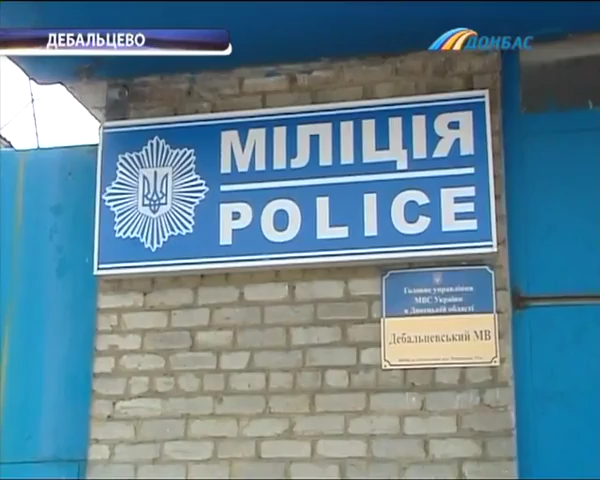 ДЕБАЛЬЦЕВО
ДОНБАС
МІЛІЦІЯ
POLICE
Головне управління
МВС України
в Донецькій області
Дебальцевський МВ